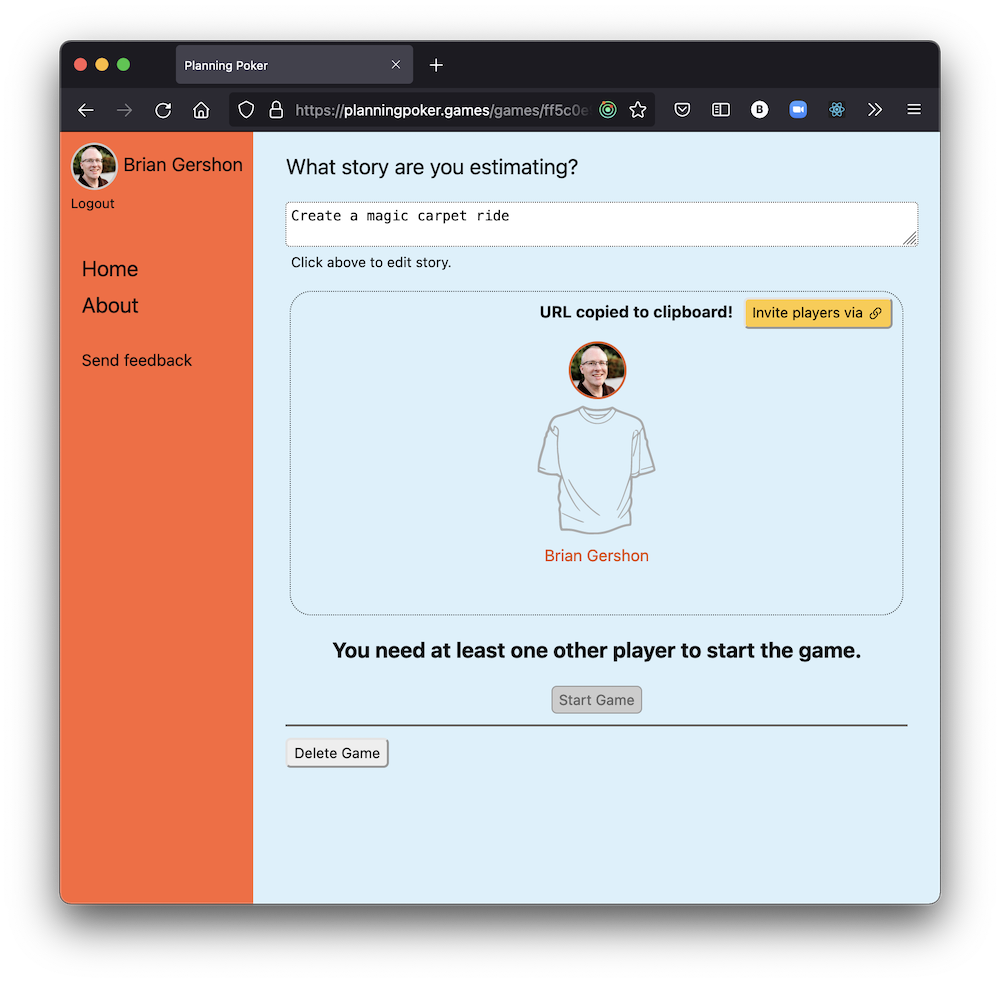 Planning Poker
https://planningpoker.games/games/ff5c0e
B
Brian Gershon
Logout
Home
About
Send feedback
What story are you estimating?
Create a magic carpet ride
Click above to edit story.
URL copied to clipboard! Invite players via
Brian Gershon
You need at least one other player to start the game.
Start Game
Delete Game